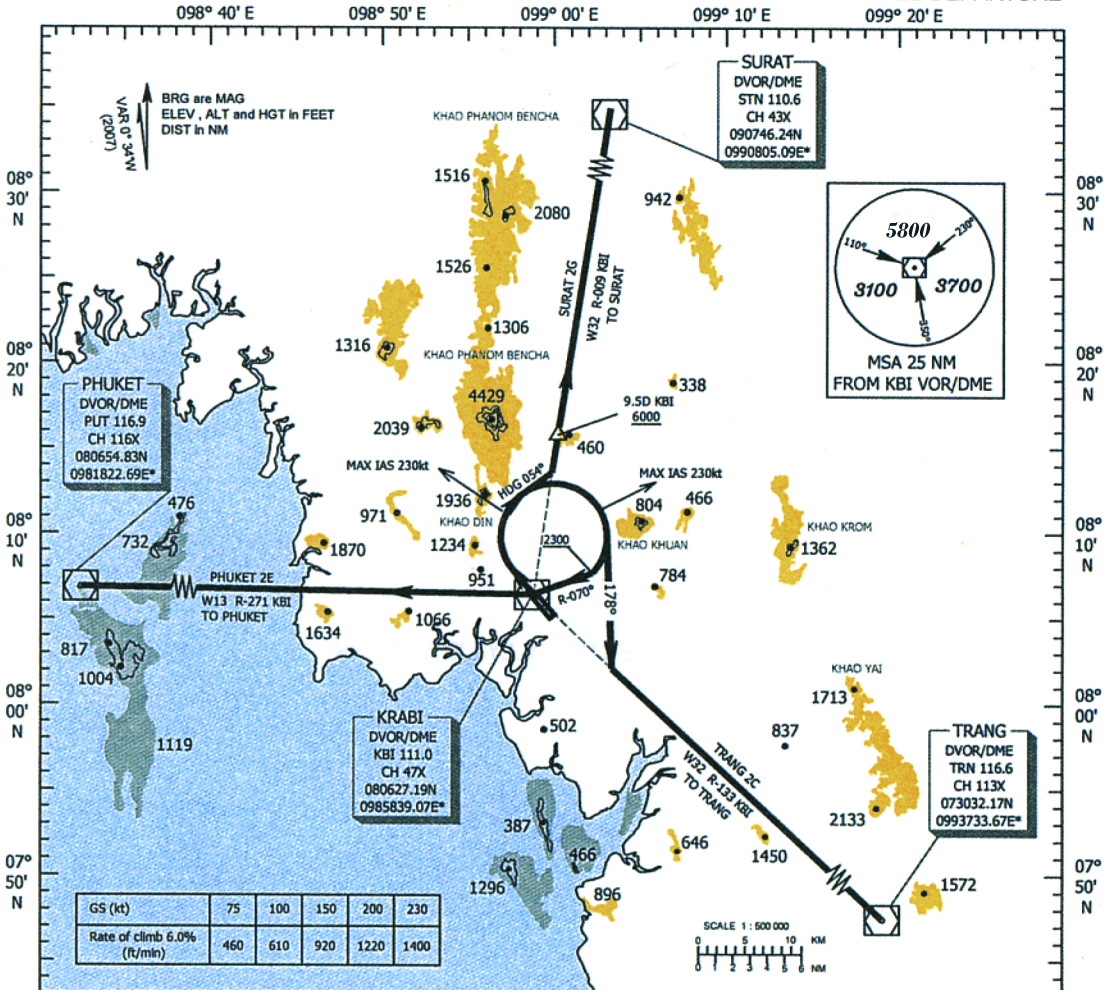 098° 40' E
098° 50' E
099° 00' E
099° 10' E
099° 20' E
VAR 0° 34'W
(2007)
BRG are MAG
ELEV , ALT and HGT in FEET
DIST in NM
KHAO PHANOM BENCHA
SURAT
DVOR/DME
STN 110.6
CH 43X
090746.24N
0990805.09E*
08°
30'
N
1516
2080
942
08°
30'
N
1526
SURAT 2G
W32 R-009 KBI
TO SURAT
5800
110°
230°
3100
3700
350°
MSA 25 NM
FROM KBI VOR/DME
1306
1316
KHAO PHANOM BENCHA
08°
20'
N
08°
20'
N
PHUKET
DVOR/DME
PUT 116.9
CH 116X
080654.83N
0981822.69E*
4429
338
9.5D KBI
6000
2039
460
MAX IAS 230kt
HDG 054°
MAX IAS 230kt
476
1936
804
466
971
KHAO DIN
KHAO KROM
08°
10'
N
732
1870
1234
2300
KHAO KHUAN
1362
08°
10'
N
951
784
PHUKET 2E
W13 R-271 KBI
TO PHUKET
R-070°
178°
1634
1066
817
1004
KHAO YAI
1713
08°
00'
N
08°
00'
N
KRABI
DVOR/DME
KBI 111.0
CH 47X
080627.19N
0985839.07E*
502
1119
837
TRANG 2C
W32 R-133 KBI
TO TRANG
TRANG
DVOR/DME
TRN 116.6
CH 113X
073032.17N
0993733.67E*
387
2133
466
646
1450
07°
50'
N
07°
50'
N
1296
896
1572
GS (kt) 75 100 150 200 230
Rate of climb 6.0%
(ft/min) 460 610 920 1220 1400
SCALE 1 : 500 000
0 5 10 KM
0 1 2 3 4 5 6 NM